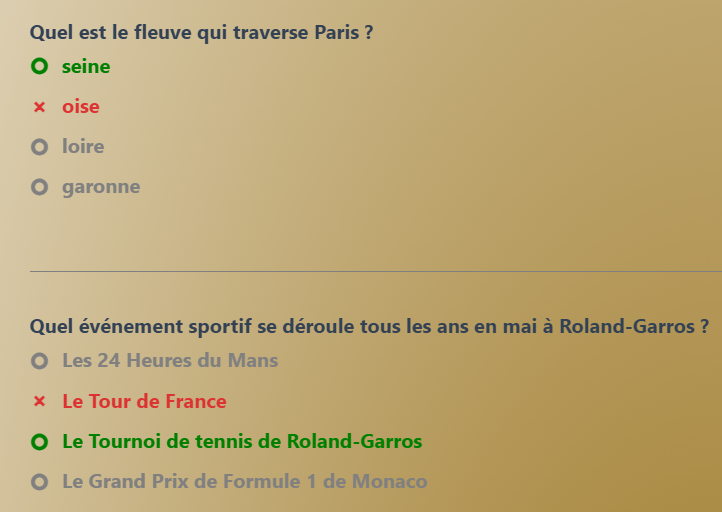 Quel est le fleuve qui traverse Paris ?
seine
oise
loire
garonne
Quel événement sportif se déroule tous les ans en mai à Roland-Garros ?
Les 24 Heures du Mans
Le Tour de France
Le Tournoi de tennis de Roland-Garros
Le Grand Prix de Formule 1 de Monaco